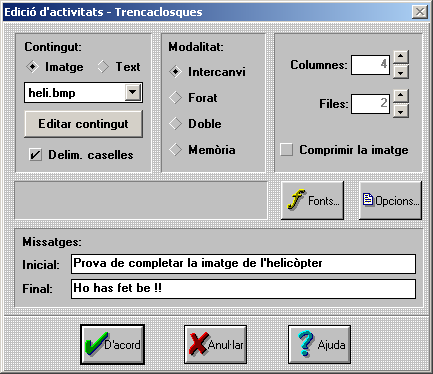 Edició d'activitats - Trencaclosques
Contingut:
Imatge
Text
heli.bmp
Editar contingut
Delim. caselles
Modalitat:
Intercanvi
Forat
Doble
Memòria
Columnes: 4
Files: 2
Comprimir la imatge
Fonts...
Opcions...
Missatges:
Inicial: Prova de completar la imatge de l'helicòpter
Final: Ho has fet be !!
D'acord
Anul·lar
Ajuda